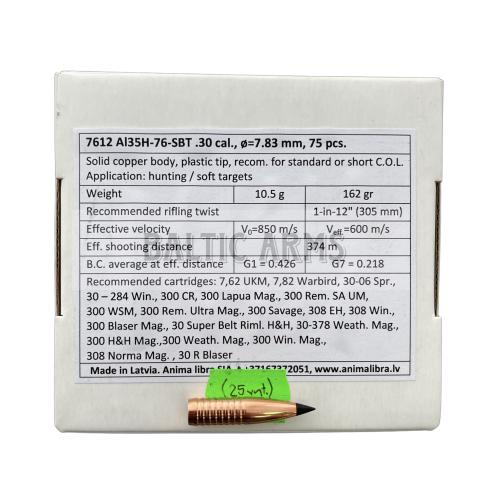 7612 Al35H-76-SBT .30 cal., ø=7.83 mm, 75 pcs.
Solid copper body, plastic tip, recom. for standard or short C.O.L.
Application: hunting / soft targets
Weight 10.5 g 162 gr
Recommended rifling twist 1-in-12" (305 mm)
Effective velocity V₀=850 m/s Veff.=600 m/s
Eff. shooting distance 374 m
BALTIC ARMS
B.C. average at eff. distance G1 = 0.426 G7 = 0.218
Recommended cartridges: 7,62 UKM, 7,82 Warbird, 30-06 Spr.,
30 – 284 Win., 300 CR, 300 Lapua Mag., 300 Rem. SA UM,
300 WSM, 300 Rem. Ultra Mag., 300 Savage, 308 EH, 308 Win.,
300 Blaser Mag., 30 Super Belt Riml. H&H, 30-378 Weath. Mag.,
300 H&H Mag.,300 Weath. Mag., 300 Win. Mag.,
308 Norma Mag. , 30 R Blaser
Made in Latvia. Anima libra SIA, +37167372051, www.animalibra.lv
(25 vnt.)